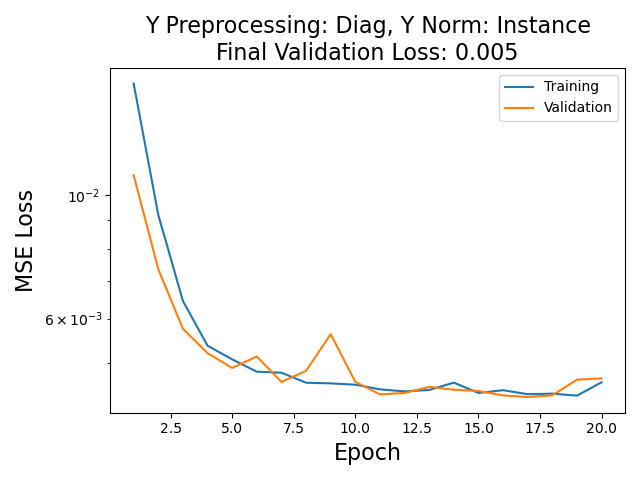 Y Preprocessing: Diag, Y Norm: Instance
Final Validation Loss: 0.005
Training
Validation
MSE Loss
10⁻²
6 × 10⁻³
2.5 5.0 7.5 10.0 12.5 15.0 17.5 20.0
Epoch